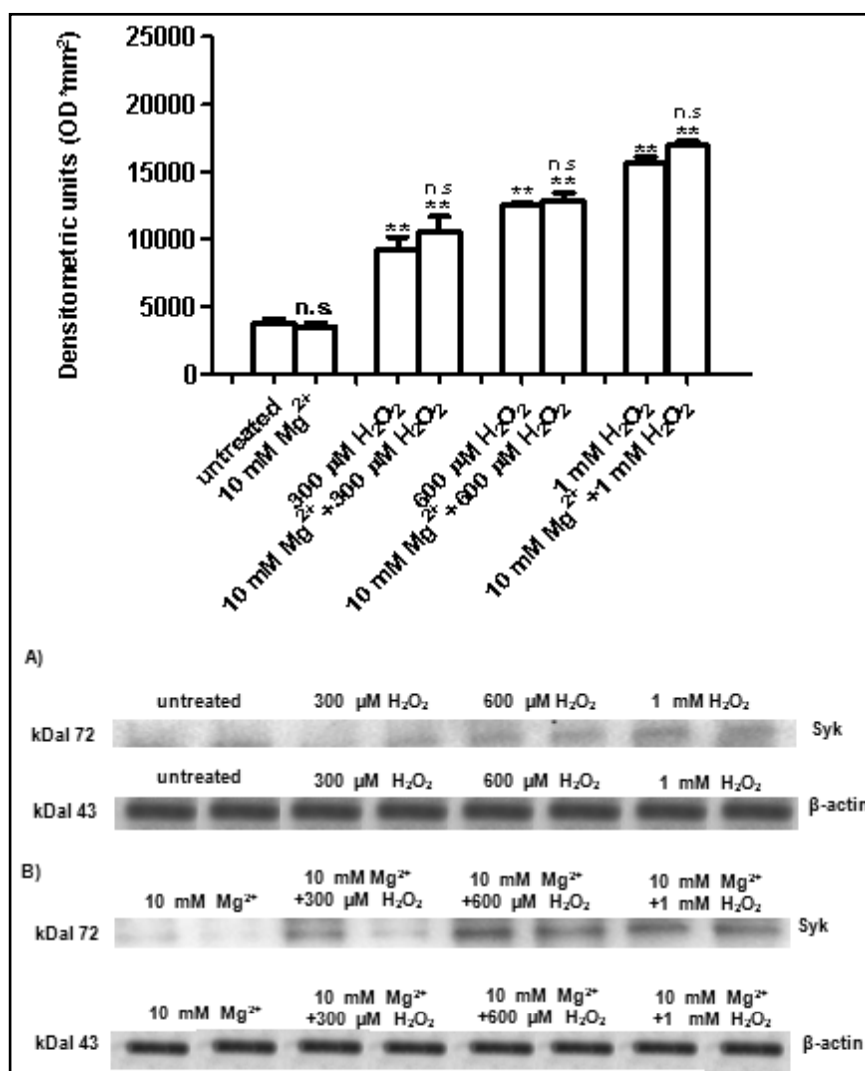 Densitometric units (OD*mm²)
25000
20000
15000
10000
5000
0
n.s.
**
n.s
**
**
n.s
**
**
n.s
**
untreated
10 mM Mg²⁺
300 µM H₂O₂
10 mM Mg²⁺+300 µM H₂O₂
600 µM H₂O₂
10 mM Mg²⁺+600 µM H₂O₂
1 mM H₂O₂
10 mM Mg²⁺+1 mM H₂O₂
A)
untreated 300 µM H₂O₂ 600 µM H₂O₂ 1 mM H₂O₂
kDal 72 Syk
untreated 300 µM H₂O₂ 600 µM H₂O₂ 1 mM H₂O₂
kDal 43 β-actin
B)
10 mM Mg²⁺ 10 mM Mg²⁺ 10 mM Mg²⁺
10 mM Mg²⁺ +300 µM H₂O₂ +600 µM H₂O₂ +1 mM H₂O₂
kDal 72 Syk
10 mM Mg²⁺ 10 mM Mg²⁺ 10 mM Mg²⁺
10 mM Mg²⁺ +300 µM H₂O₂ +600 µM H₂O₂ +1 mM H₂O₂
kDal 43 β-actin